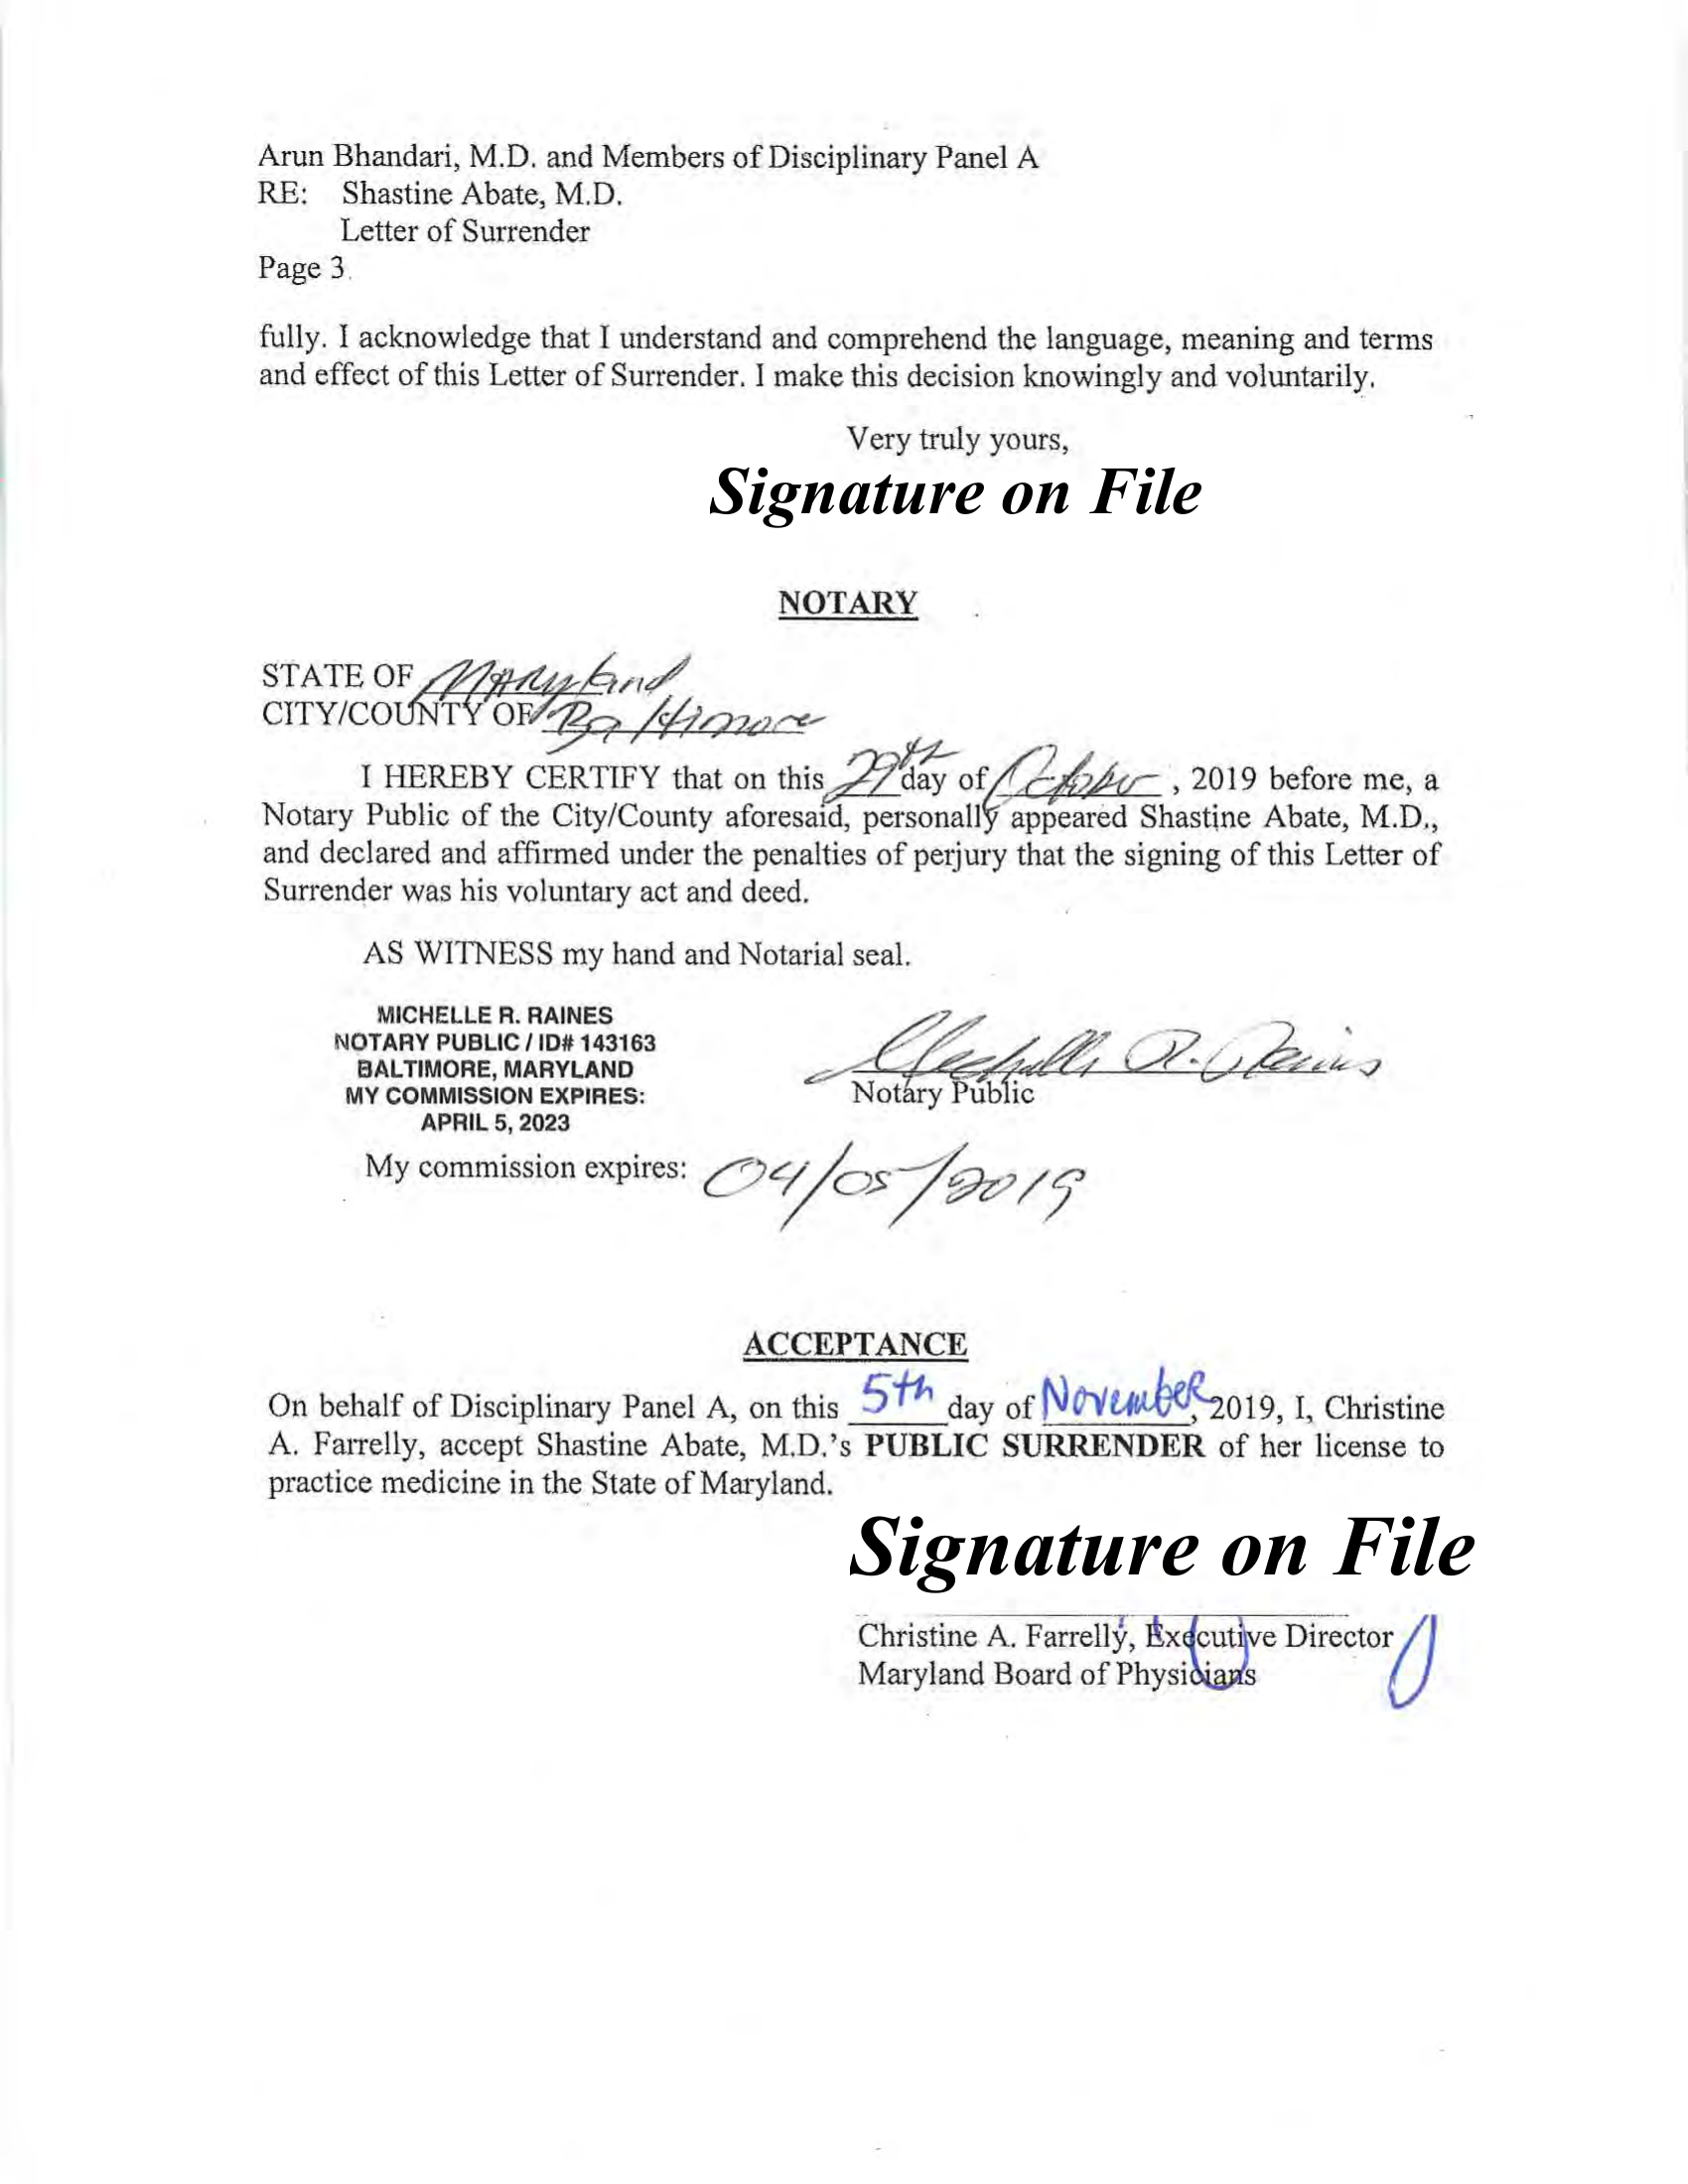 Arun Bhandari, M.D. and Members of Disciplinary Panel A
RE: Shastine Abate, M.D.
Letter of Surrender
Page 3
fully. I acknowledge that I understand and comprehend the language, meaning and terms
and effect of this Letter of Surrender. I make this decision knowingly and voluntarily.
Very truly yours,
Signature on File
NOTARY
STATE OF Maryland
CITY/COUNTY OF Baltimore
I HEREBY CERTIFY that on this 29th day of October, 2019 before me, a
Notary Public of the City/County aforesaid, personally appeared Shastine Abate, M.D.,
and declared and affirmed under the penalties of perjury that the signing of this Letter of
Surrender was his voluntary act and deed.
AS WITNESS my hand and Notarial seal.
MICHELLE R. RAINES
NOTARY PUBLIC / ID# 143163
BALTIMORE, MARYLAND
MY COMMISSION EXPIRES:
APRIL 5, 2023
Michelle R. Raines
Notary Public
My commission expires: 04/05/2019
ACCEPTANCE
On behalf of Disciplinary Panel A, on this 5th day of November, 2019, I, Christine
A. Farrelly, accept Shastine Abate, M.D.'s PUBLIC SURRENDER of her license to
practice medicine in the State of Maryland.
Signature on File
Christine A. Farrelly, Executive Director
Maryland Board of Physicians